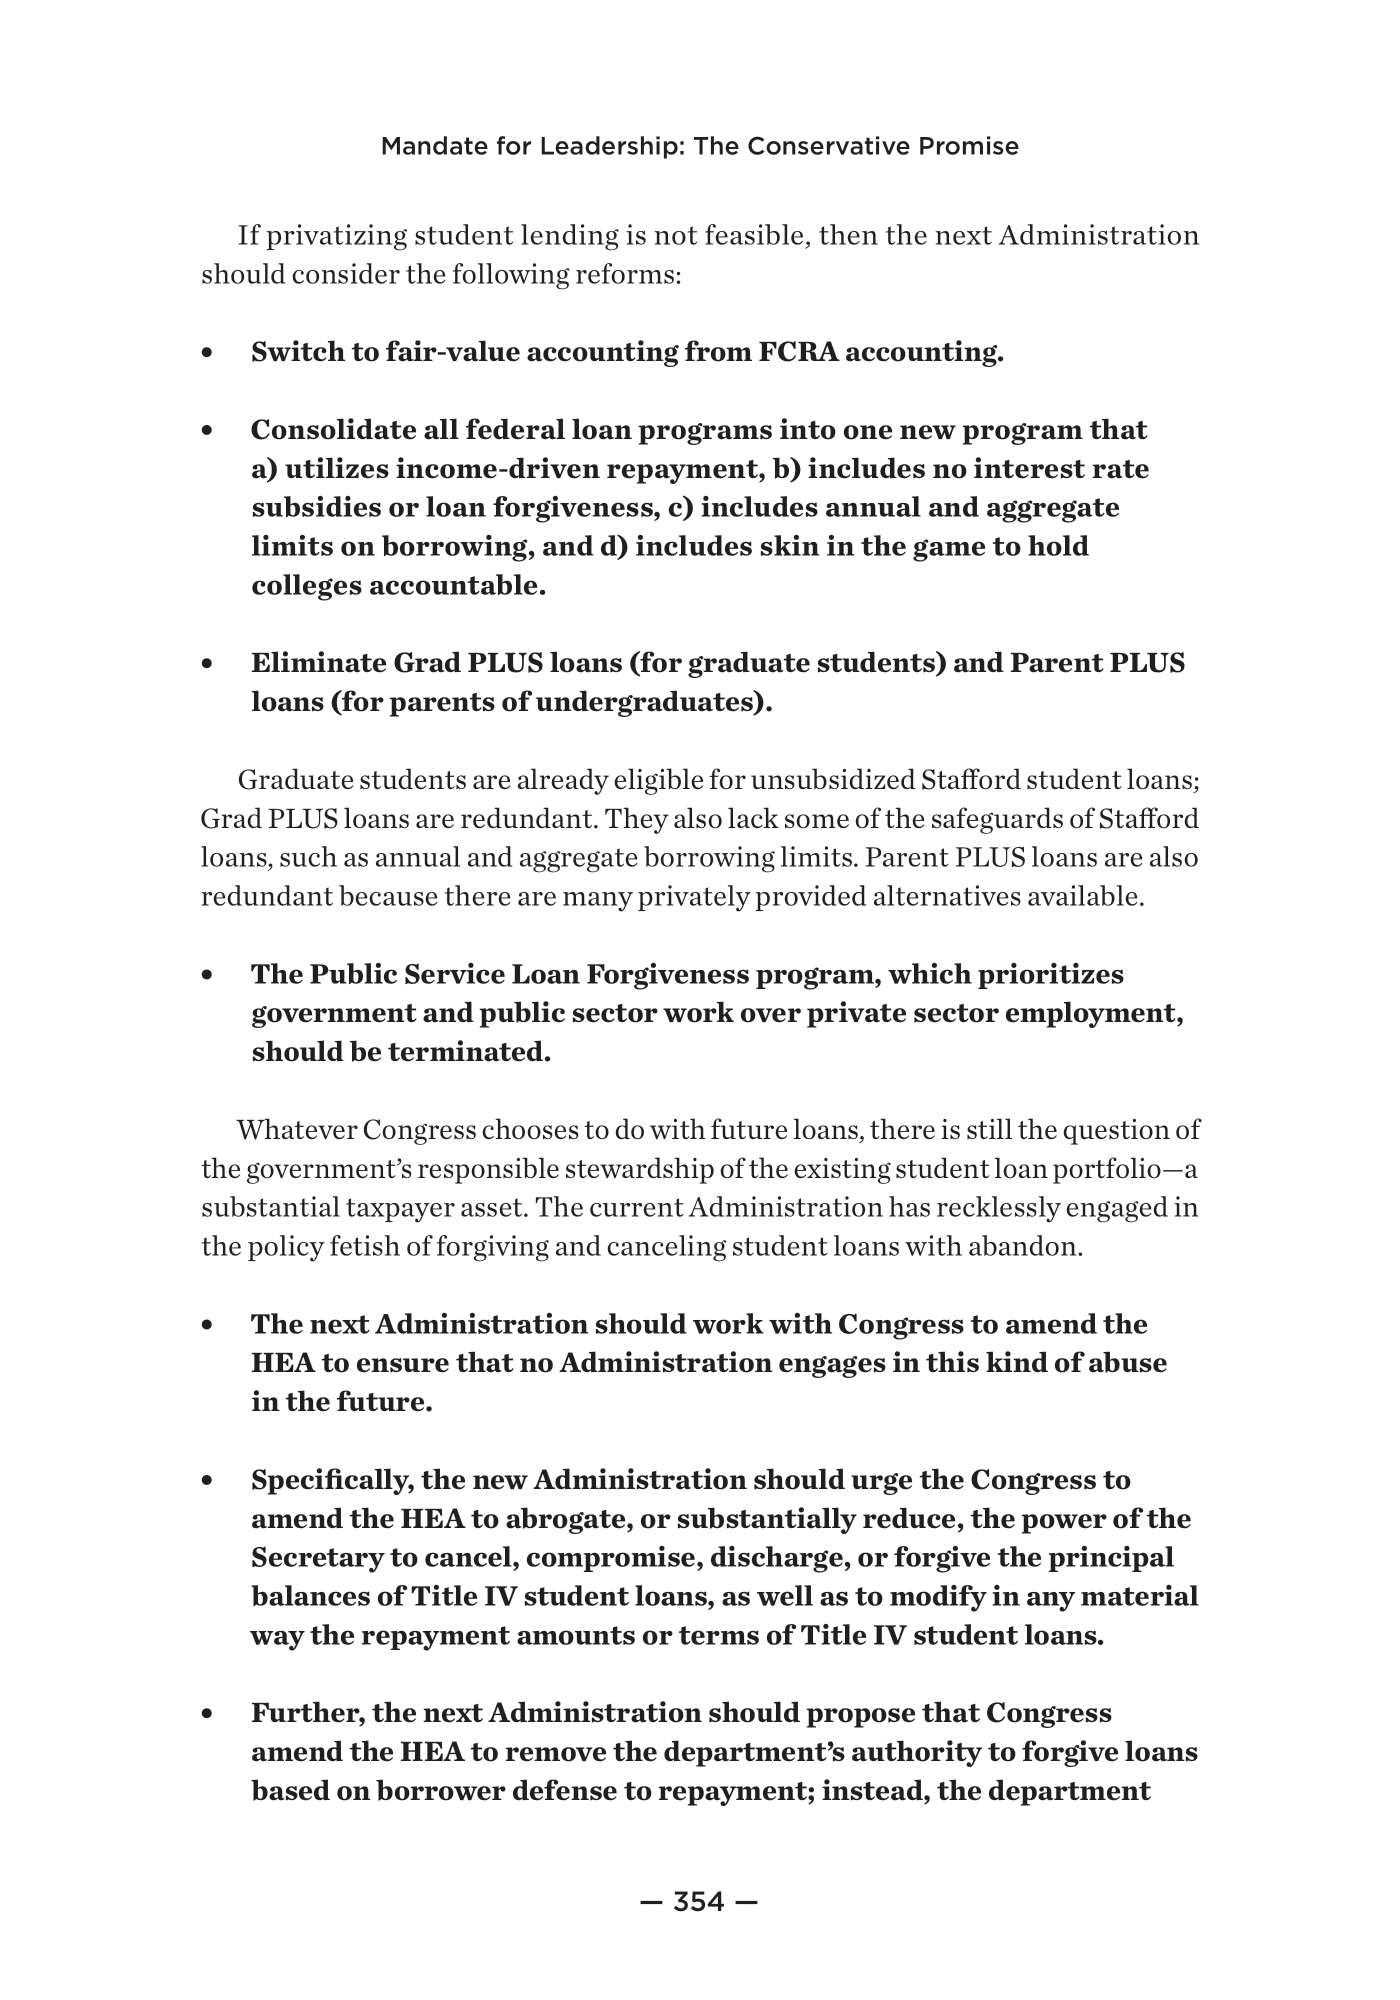 Mandate for Leadership: The Conservative Promise
If privatizing student lending is not feasible, then the next Administration
should consider the following reforms:
• Switch to fair-value accounting from FCRA accounting.
• Consolidate all federal loan programs into one new program that
a) utilizes income-driven repayment, b) includes no interest rate
subsidies or loan forgiveness, c) includes annual and aggregate
limits on borrowing, and d) includes skin in the game to hold
colleges accountable.
• Eliminate Grad PLUS loans (for graduate students) and Parent PLUS
loans (for parents of undergraduates).
Graduate students are already eligible for unsubsidized Stafford student loans;
Grad PLUS loans are redundant. They also lack some of the safeguards of Stafford
loans, such as annual and aggregate borrowing limits. Parent PLUS loans are also
redundant because there are many privately provided alternatives available.
• The Public Service Loan Forgiveness program, which prioritizes
government and public sector work over private sector employment,
should be terminated.
Whatever Congress chooses to do with future loans, there is still the question of
the government’s responsible stewardship of the existing student loan portfolio—a
substantial taxpayer asset. The current Administration has recklessly engaged in
the policy fetish of forgiving and canceling student loans with abandon.
• The next Administration should work with Congress to amend the
HEA to ensure that no Administration engages in this kind of abuse
in the future.
• Specifically, the new Administration should urge the Congress to
amend the HEA to abrogate, or substantially reduce, the power of the
Secretary to cancel, compromise, discharge, or forgive the principal
balances of Title IV student loans, as well as to modify in any material
way the repayment amounts or terms of Title IV student loans.
• Further, the next Administration should propose that Congress
amend the HEA to remove the department’s authority to forgive loans
based on borrower defense to repayment; instead, the department
— 354 —